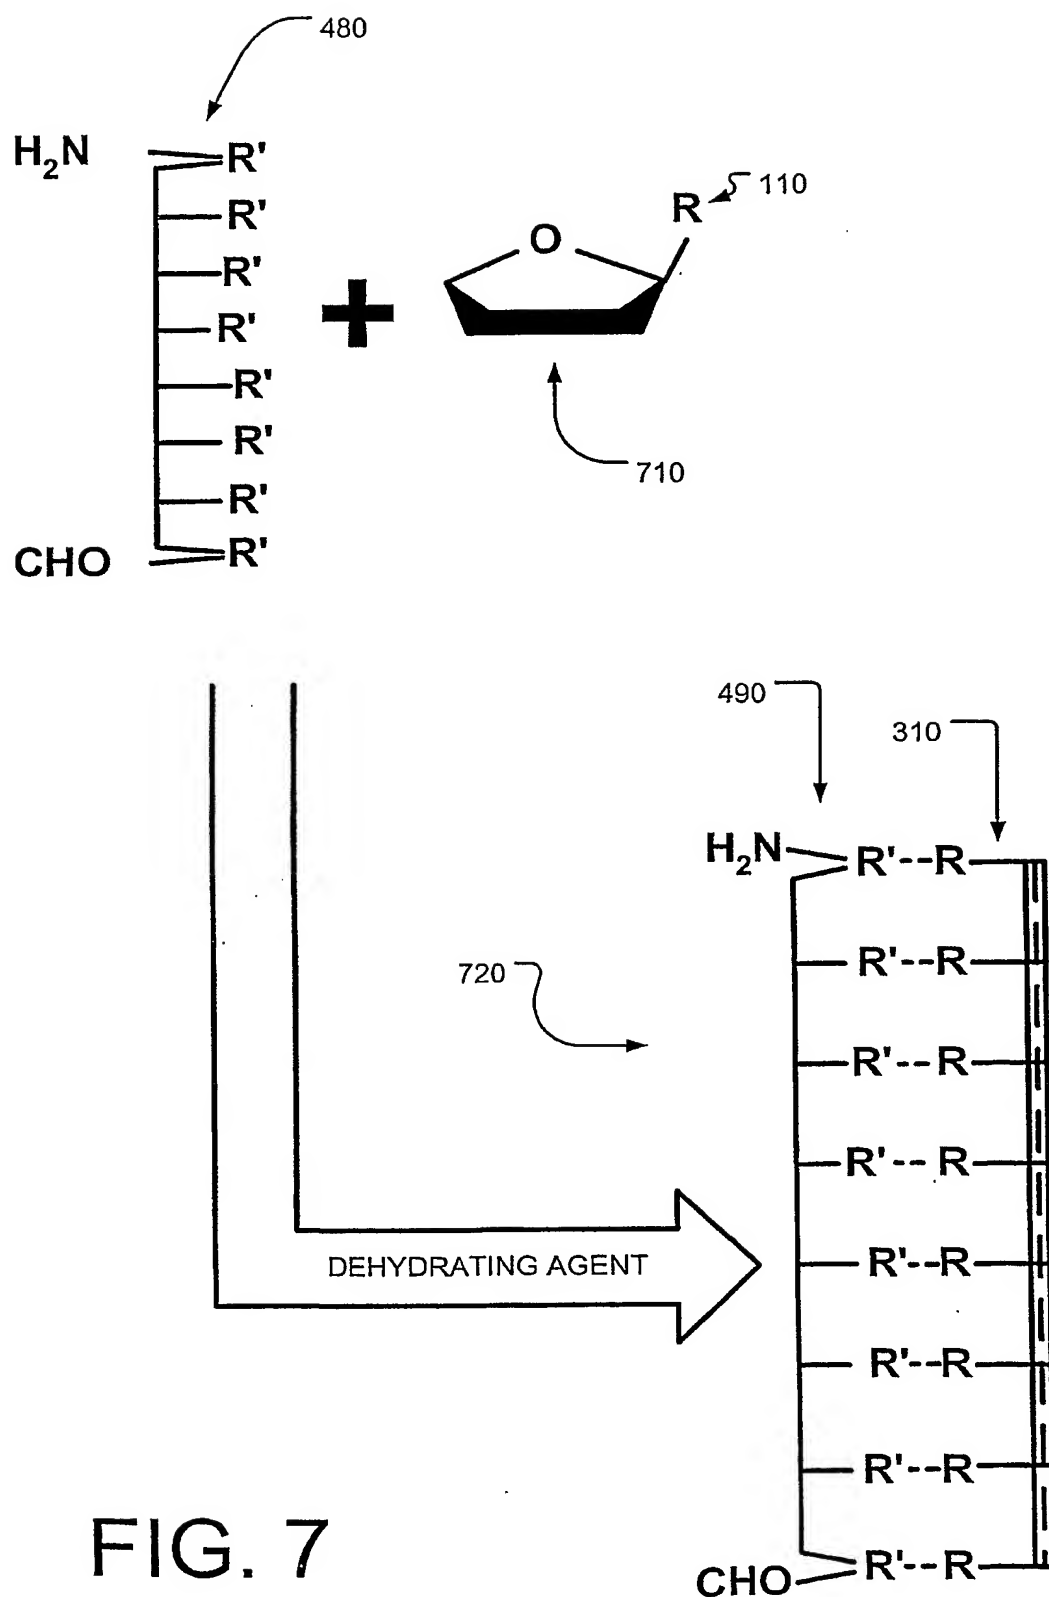 480
H₂N R'
R'
R'
R'
R'
R'
R'
CHO R'
+
O
R
110
710
490
310
720
H₂N R'--R
R'--R
R'--R
R'--R
R'--R
R'--R
R'--R
CHO R'--R
DEHYDRATING AGENT
FIG. 7